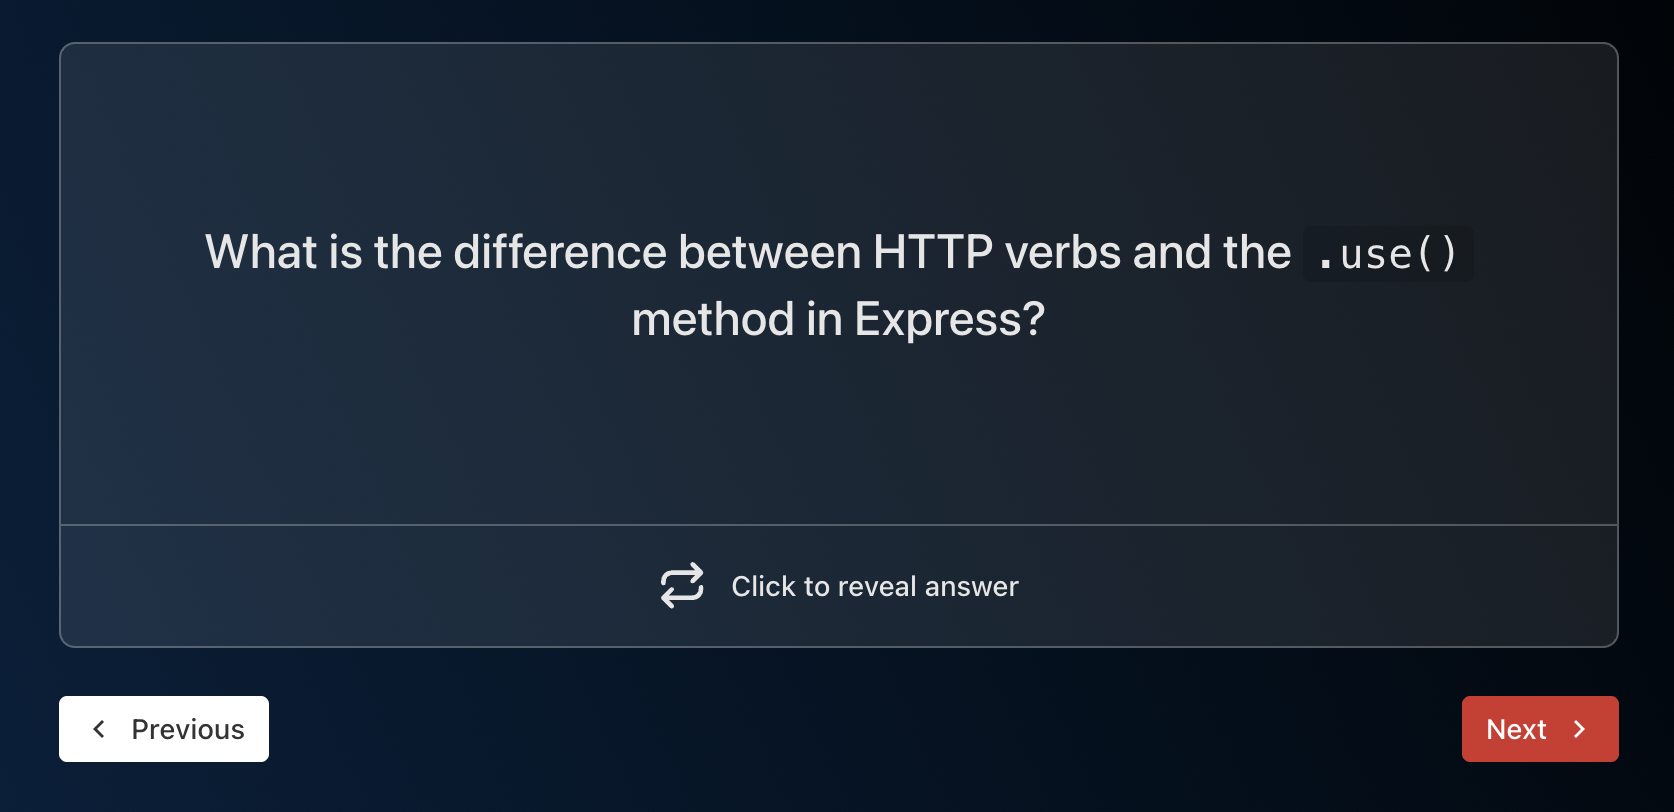 What is the difference between HTTP verbs and the .use()
method in Express?
Click to reveal answer
Previous
Next